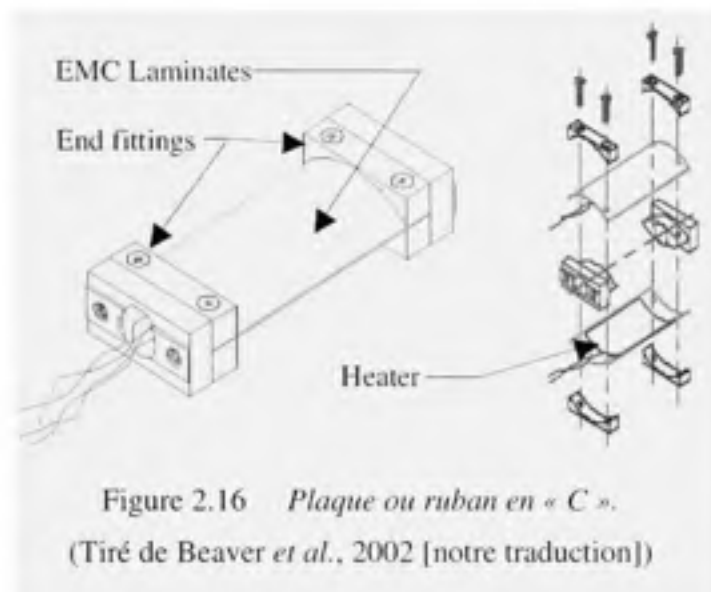 EMC Laminates
End fittings
Heater
Figure 2.16 Plaque ou ruban en « C ».
(Tiré de Beaver et al., 2002 [notre traduction])